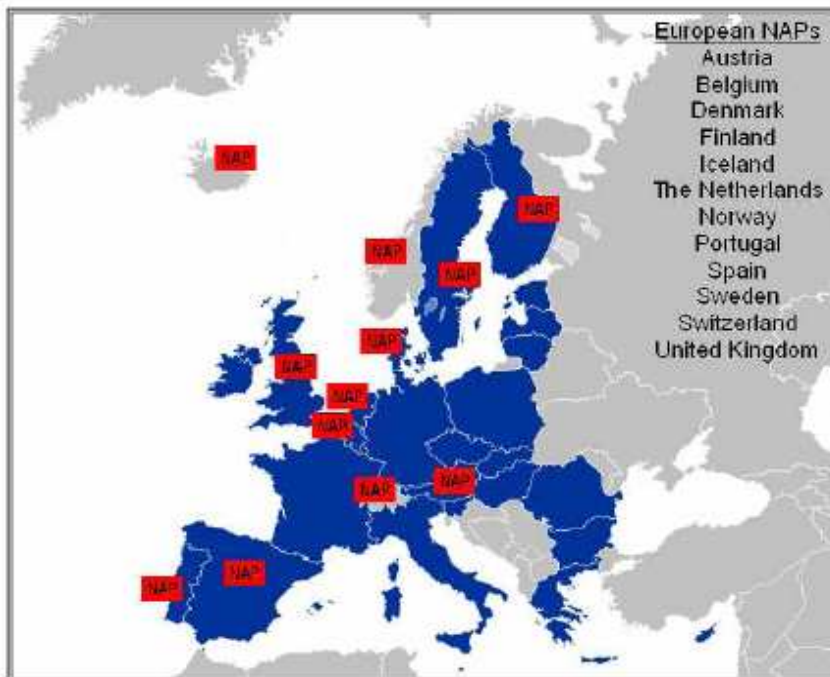 European NAPs
Austria
Belgium
Denmark
Finland
Iceland
The Netherlands
Norway
Portugal
Spain
Sweden
Switzerland
United Kingdom
NAP
NAP
NAP
NAP
NAP
NAP
NAP
NAP
NAP
NAP
NAP
NAP